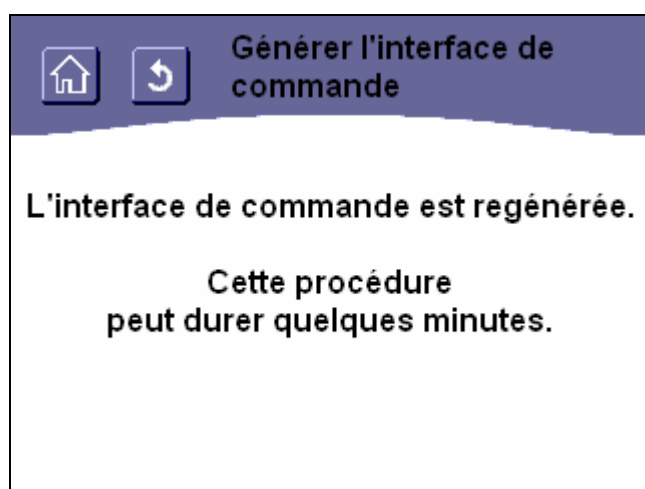 Générer l'interface de
commande
L'interface de commande est regénérée.
Cette procédure
peut durer quelques minutes.